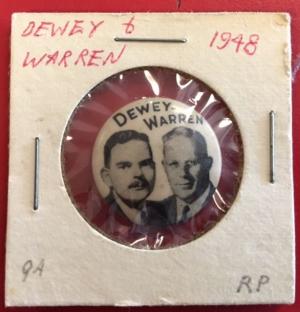 DEWEY & 1948
WARREN
DEWEY-
WARREN
9A RP